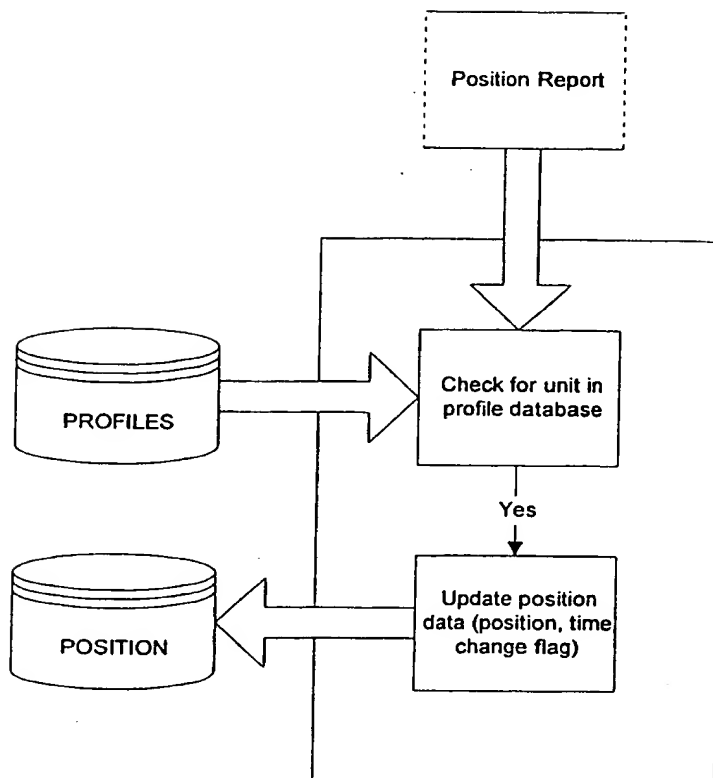 Position Report
Check for unit in
profile database
PROFILES
Yes
Update position
data (position, time
change flag)
POSITION